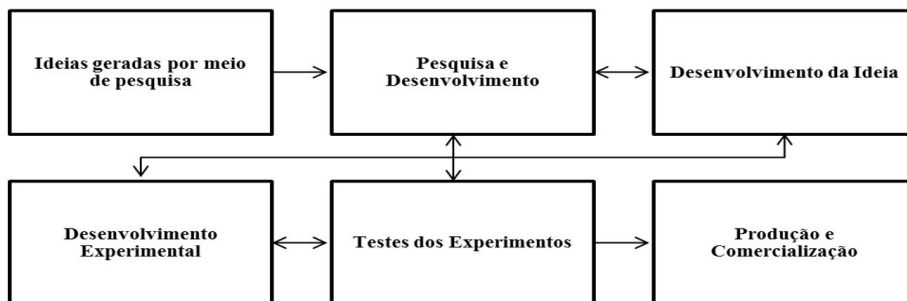 Ideias geradas por meio
de pesquisa
Pesquisa e
Desenvolvimento
Desenvolvimento da Ideia
Desenvolvimento
Experimental
Testes dos Experimentos
Produção e
Comercialização